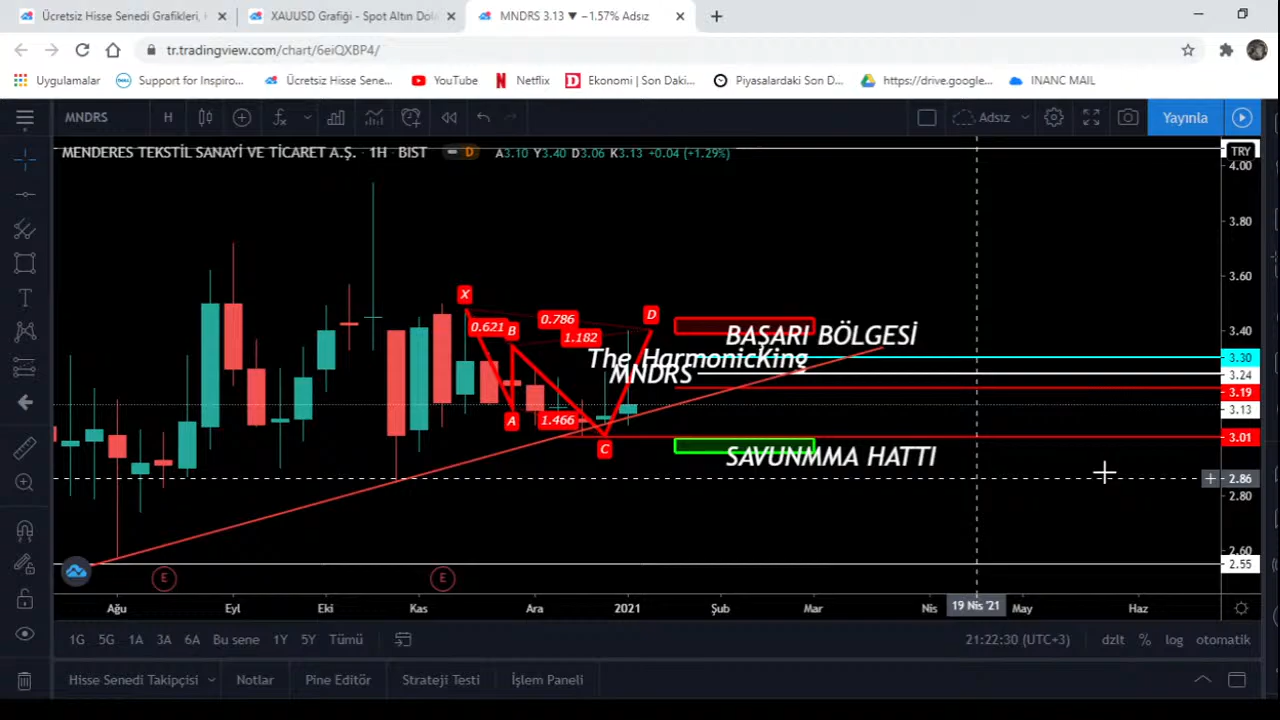 Ücretsiz Hisse Senedi Grafikleri, H
XAUUSD Grafiği - Spot Altın Dola
MNDRS 3.13 ▼ −1.57% Adsız
tr.tradingview.com/chart/6eiQXBP4/
Uygulamalar
Support for Inspiro...
Ücretsiz Hisse Sene...
YouTube
Netflix
Ekonomi | Son Daki...
Piyasalardaki Son D...
https://drive.google...
INANC MAIL
MNDRS
H
Adsız
Yayınla
MENDERES TEKSTİL SANAYİ VE TİCARET A.Ş. · 1H · BIST
D
A3.10 Y3.40 D3.06 K3.13 +0.04 (+1.29%)
TRY
4.00
3.80
3.60
3.40
3.30
3.24
3.19
3.13
3.01
2.86
2.80
2.60
2.55
X
0.621
B
0.786
1.182
D
A
1.466
C
BAŞARI BÖLGESİ
The HarmonicKing
MNDRS
SAVUNMMA HATTI
E
E
Ağu
Eyl
Eki
Kas
Ara
2021
Şub
Mar
Nis
19 Nis '21
May
Haz
1G
5G
1A
3A
6A
Bu sene
1Y
5Y
Tümü
21:22:30 (UTC+3)
dzlt
%
log
otomatik
Hisse Senedi Takipçisi
Notlar
Pine Editör
Strateji Testi
İşlem Paneli